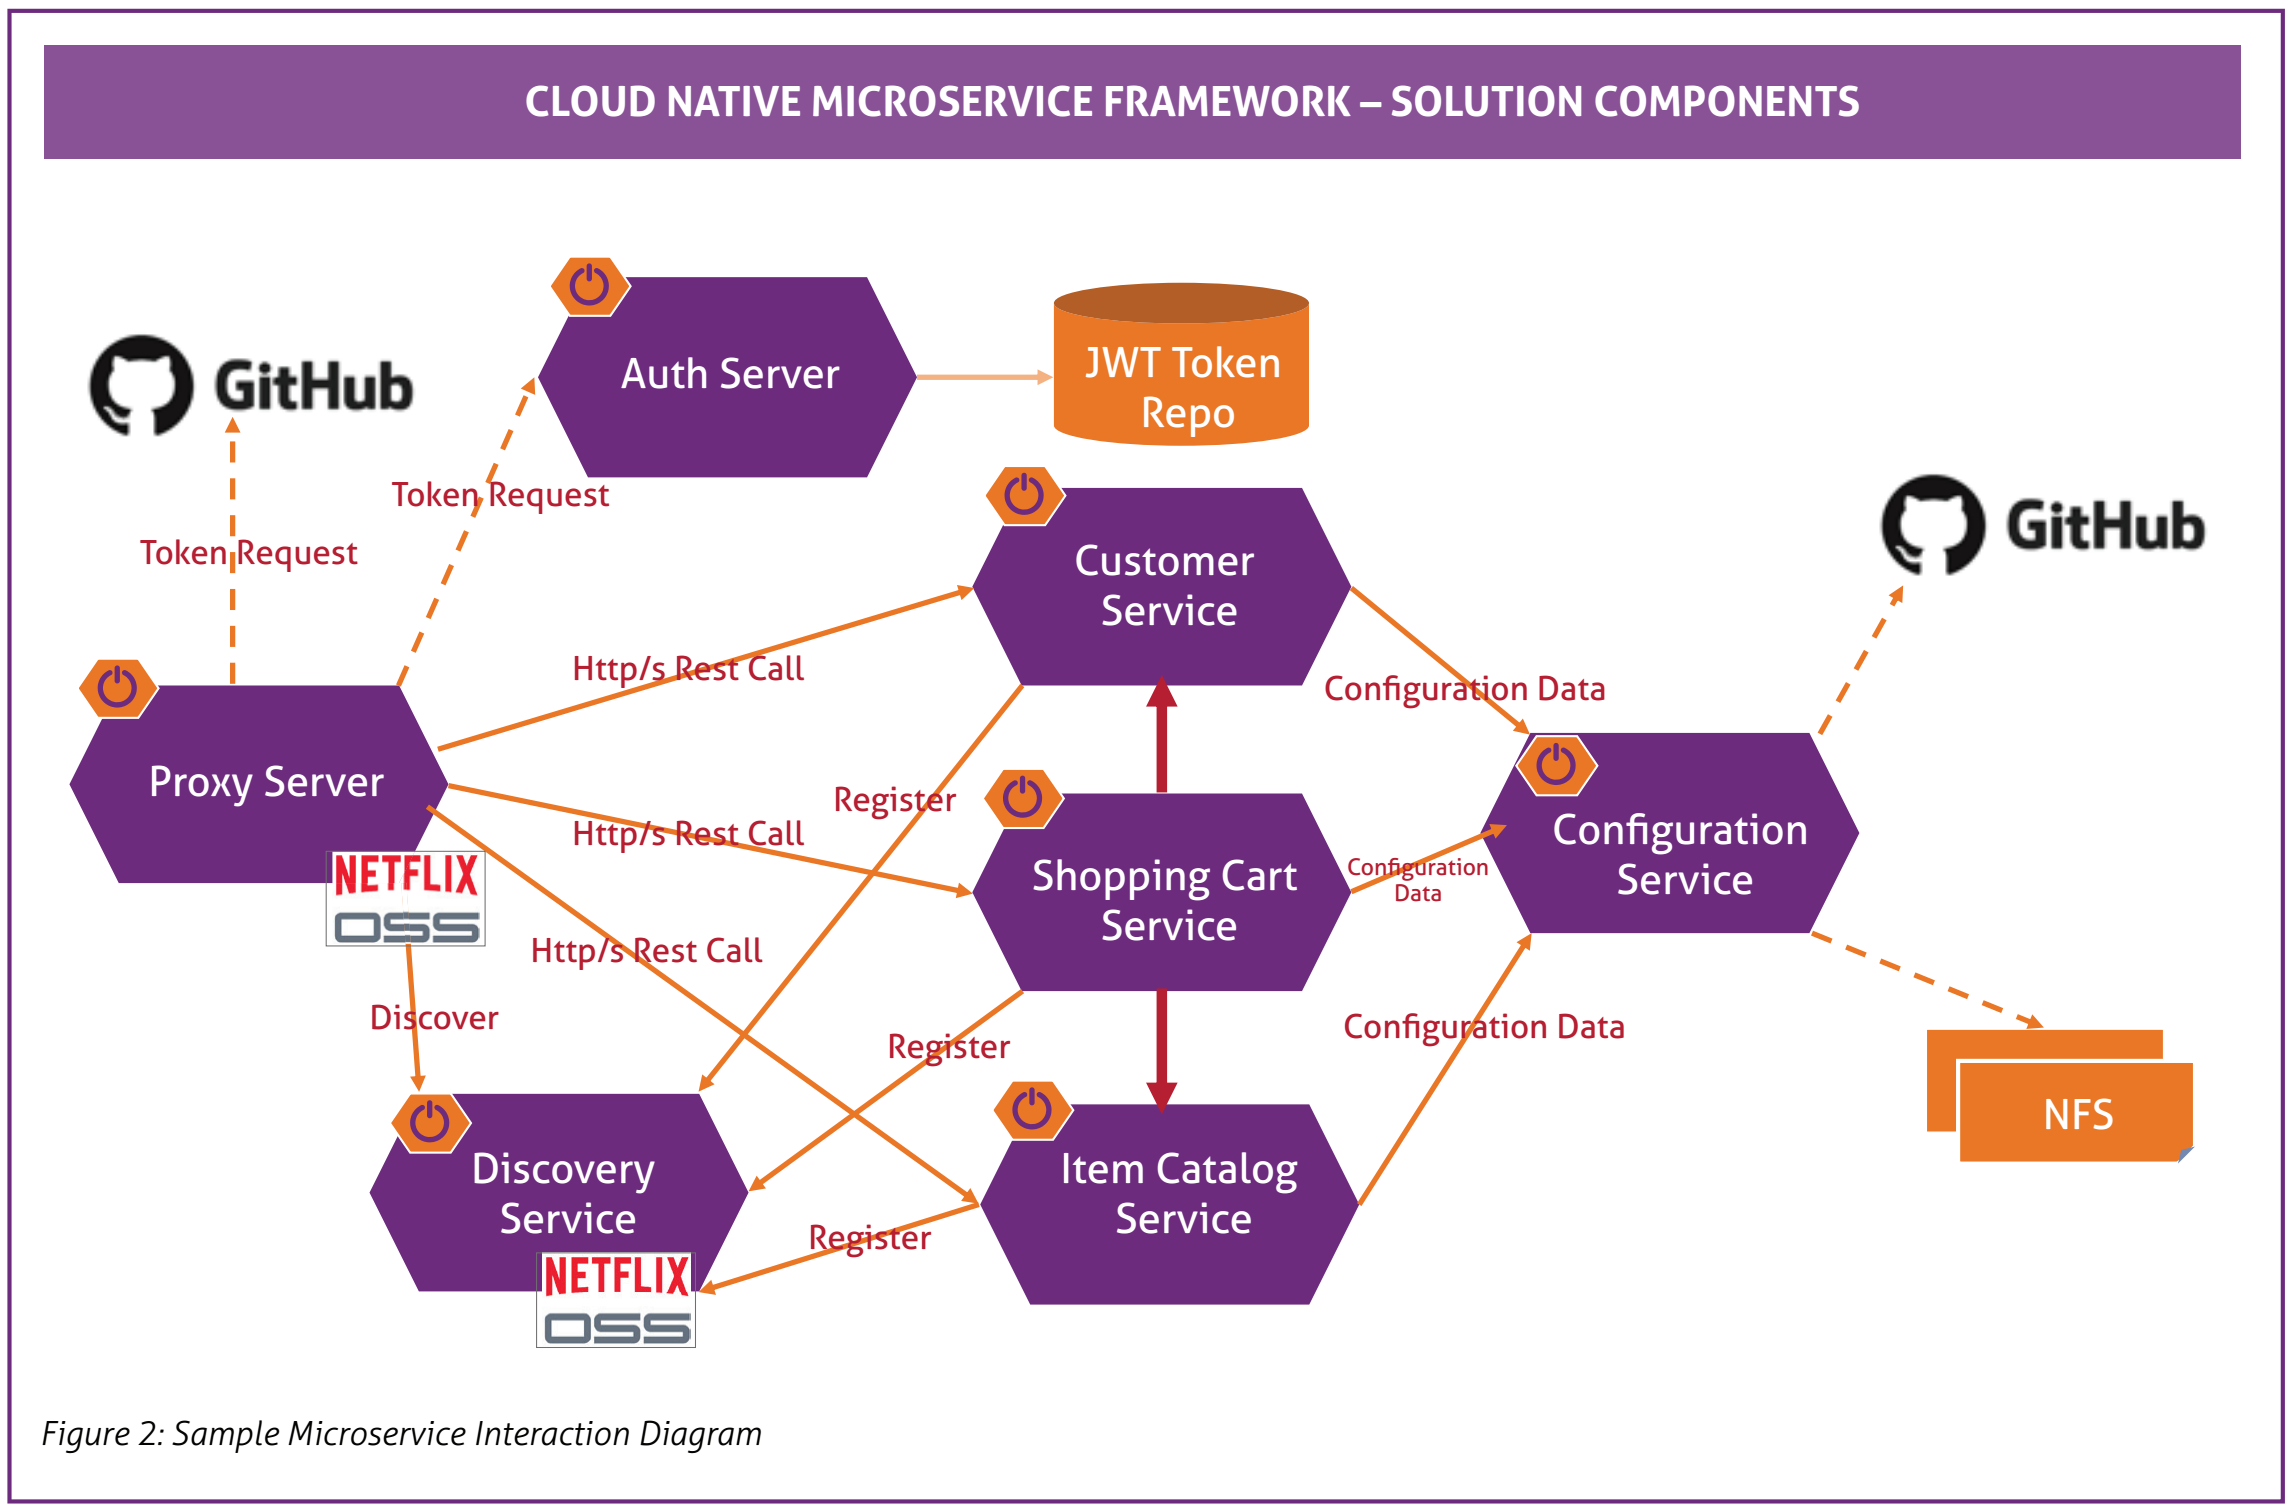 CLOUD NATIVE MICROSERVICE FRAMEWORK – SOLUTION COMPONENTS
Auth Server
JWT Token
Repo
GitHub
Token Request
Token Request
GitHub
Customer
Service
Http/s Rest Call
Configuration Data
Proxy Server
Register
Http/s Rest Call
Shopping Cart
Service
Configuration
Data
Configuration
Service
NETFLIX
OSS
Http/s Rest Call
Discover
Register
Configuration Data
NFS
Discovery
Service
Item Catalog
Service
Register
NETFLIX
OSS
Figure 2: Sample Microservice Interaction Diagram